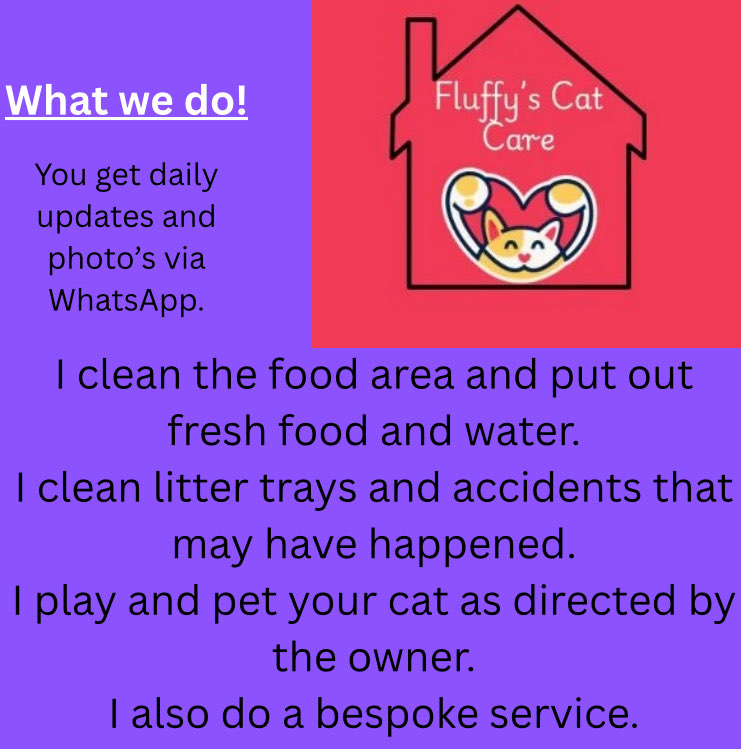 What we do!
You get daily
updates and
photo’s via
WhatsApp.
Fluffy's Cat
Care
I clean the food area and put out
fresh food and water.
I clean litter trays and accidents that
may have happened.
I play and pet your cat as directed by
the owner.
I also do a bespoke service.